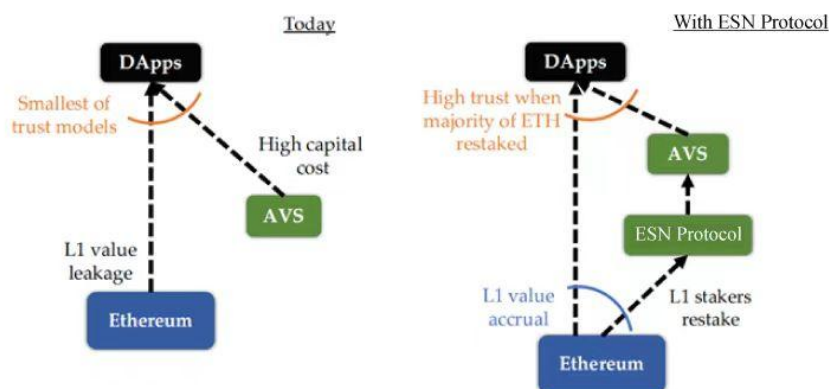 Today
DApps
Smallest of
trust models
High capital
cost
AVS
L1 value
leakage
Ethereum
With ESN Protocol
DApps
High trust when
majority of ETH
restaked
AVS
ESN Protocol
L1 value
accrual
L1 stakers
restake
Ethereum